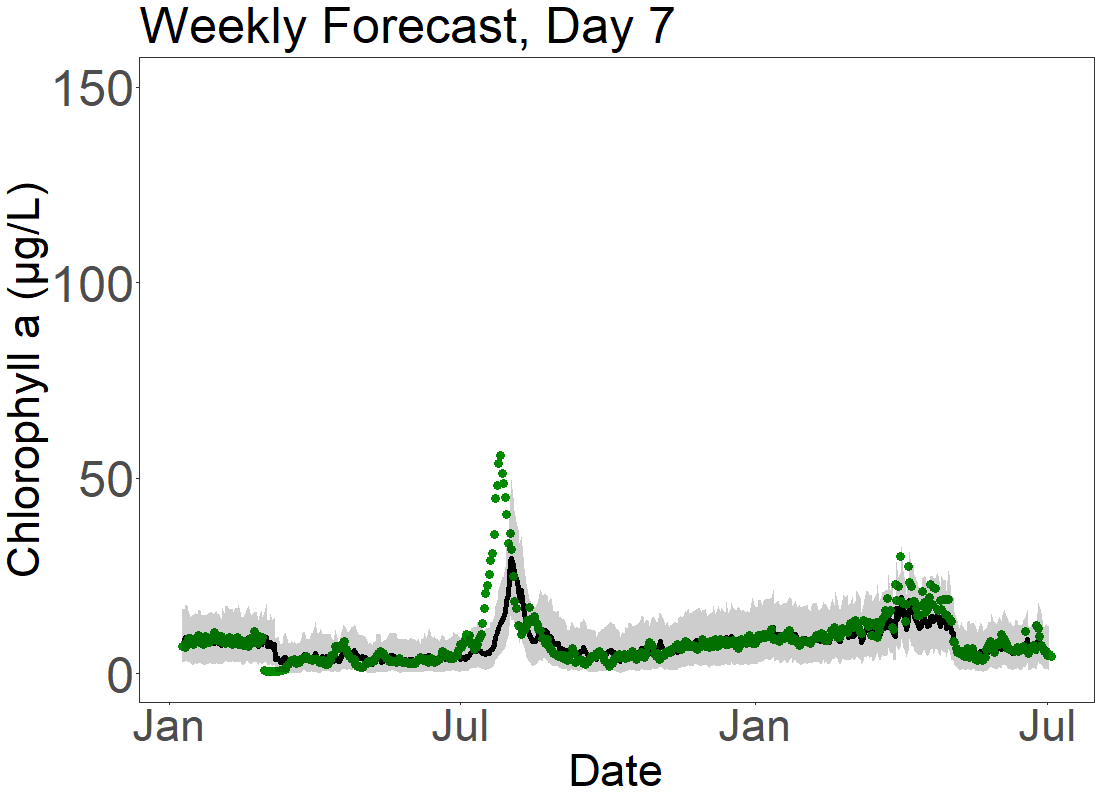 Weekly Forecast, Day 7
Chlorophyll a (µg/L)
150
100
50
0
Jan
Jul
Jan
Jul
Date